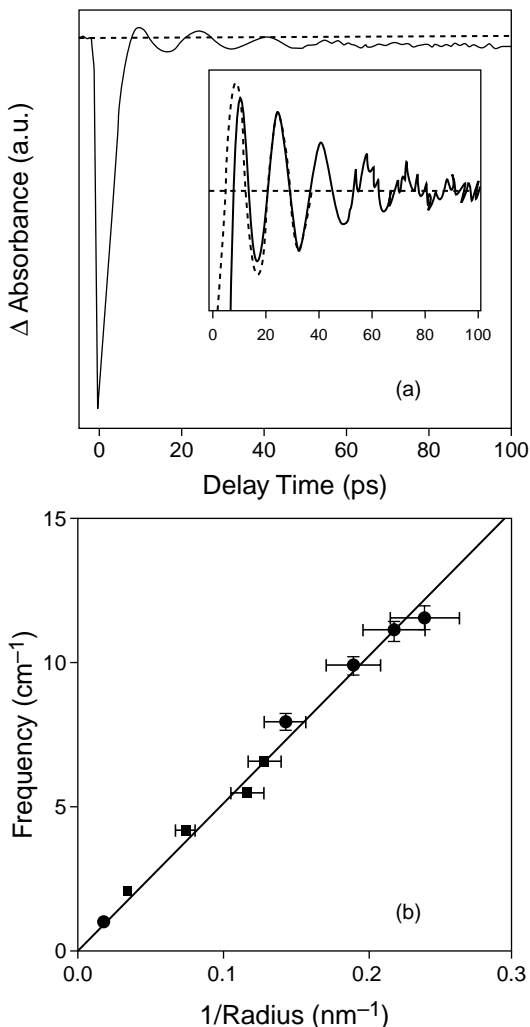 Δ Absorbance (a.u.)
0 20 40 60 80 100
(a)
0 20 40 60 80 100
Delay Time (ps)
15
10
5
0
Frequency (cm⁻¹)
(b)
0.0 0.1 0.2 0.3
1/Radius (nm⁻¹)